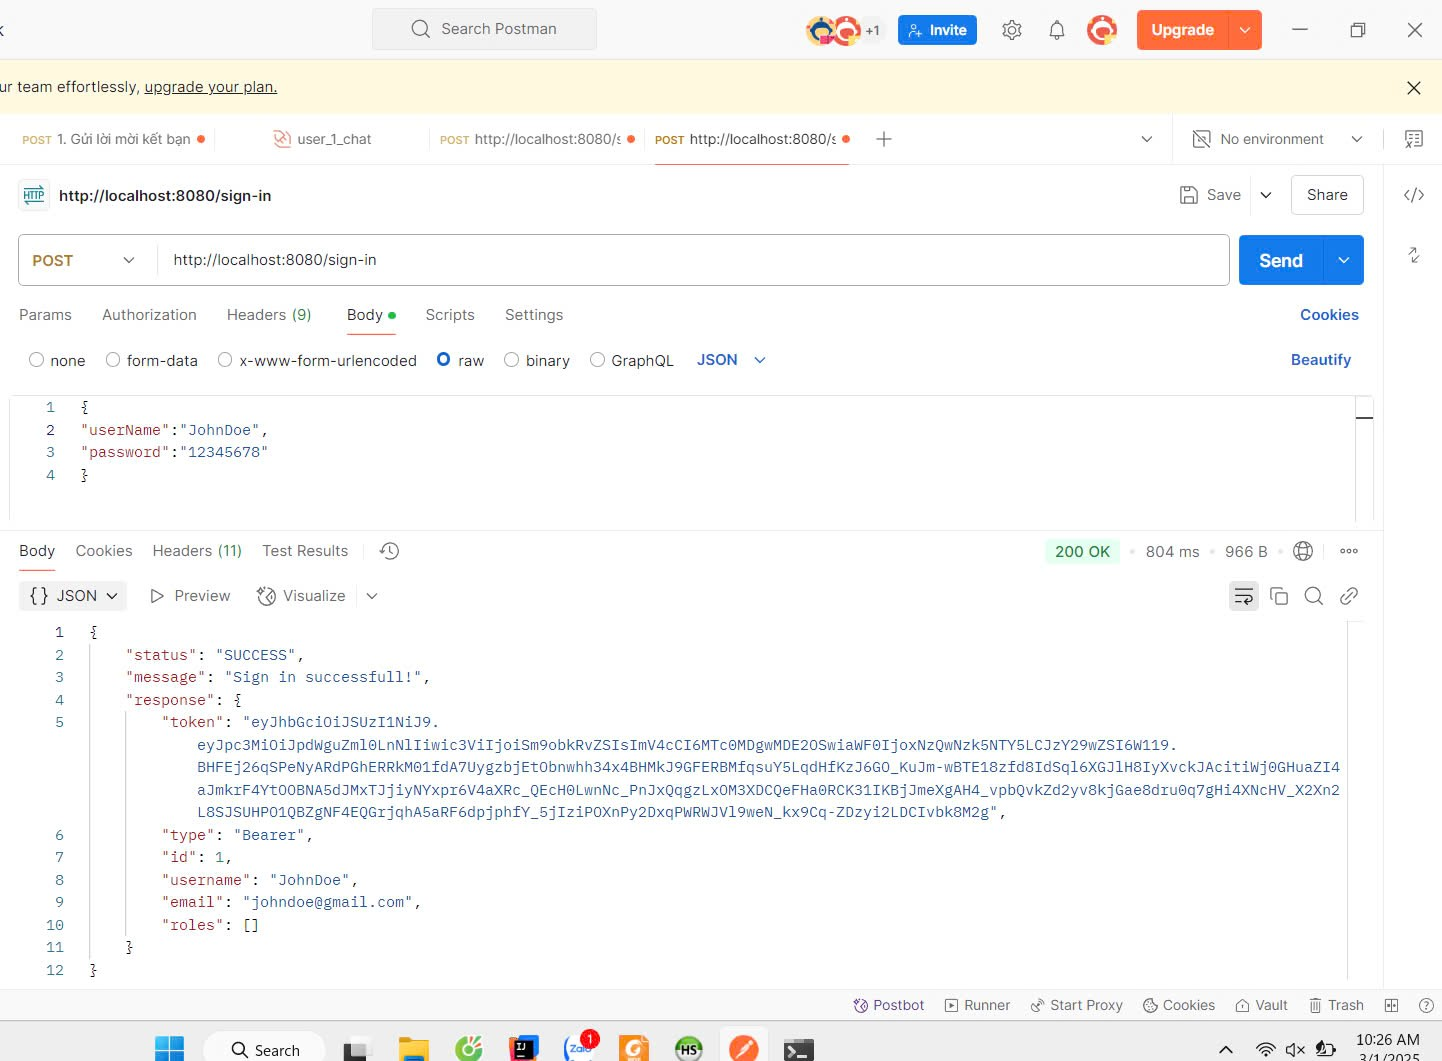 Search Postman
+1
Invite
Upgrade
ur team effortlessly, upgrade your plan.
POST 1. Gửi lời mời kết bạn
user_1_chat
POST http://localhost:8080/s
POST http://localhost:8080/s
No environment
HTTP
http://localhost:8080/sign-in
Save
Share
POST
http://localhost:8080/sign-in
Send
Params
Authorization
Headers (9)
Body
Scripts
Settings
Cookies
none
form-data
x-www-form-urlencoded
raw
binary
GraphQL
JSON
Beautify
1 {
2 "userName":"JohnDoe",
3 "password":"12345678"
4 }
Body
Cookies
Headers (11)
Test Results
200 OK
804 ms
966 B
{} JSON
Preview
Visualize
1 {
2 "status": "SUCCESS",
3 "message": "Sign in successfull!",
4 "response": {
5 "token": "eyJhbGciOiJSUzI1NiJ9.
eyJpc3MiOiJpdWguZml0LnNlIiwic3ViIjoiSm9obkRvZSIsImV4cCI6MTc0MDgwMDE2OSwiaWF0IjoxNzQwNzk5NTY5LCJzY29wZSI6W119.
BHFEj26qSPeNyARdPGhERRkM01fdA7UygzbjEtObnwhh34x4BHMkJ9GFERBMfqsuY5LqdHfKzJ6GO_KuJm-wBTE18zfd8IdSql6XGJlH8IyXvckJAcitiWj0GHuaZI4
aJmkrF4YtOOBNA5dJMxTJjiyNYxpr6V4aXRc_QEcH0LwnNc_PnJxQqgzLxOM3XDCQeFHa0RCK31IKBjJmeXgAH4_vpbQvkZd2yv8kjGae8dru0q7gHi4XNcHV_X2Xn2
L8SJSUHPO1QBZgNF4EQGrjqhA5aRF6dpjphfY_5jIziPOXnPy2DxqPWRWJVl9weN_kx9Cq-ZDzyi2LDCIvbk8M2g",
6 "type": "Bearer",
7 "id": 1,
8 "username": "JohnDoe",
9 "email": "johndoe@gmail.com",
10 "roles": []
11 }
12 }
Postbot
Runner
Start Proxy
Cookies
Vault
Trash
Search
IJ
Zalo
1
HS
10:26 AM
3/1/2025